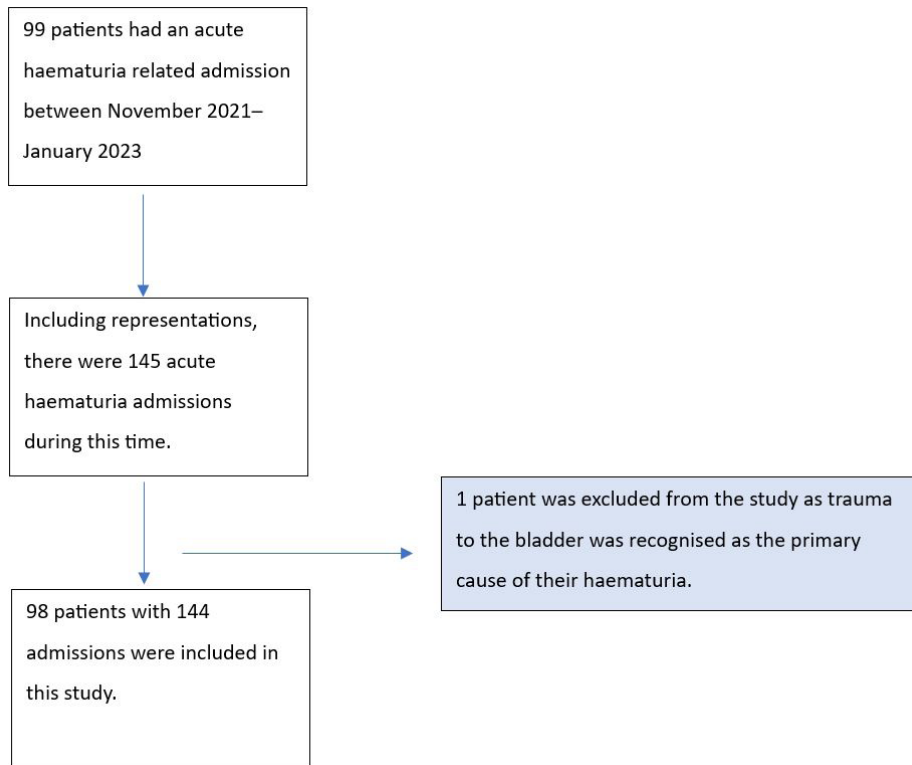 99 patients had an acute
haematuria related admission
between November 2021–
January 2023
Including representations,
there were 145 acute
haematuria admissions
during this time.
1 patient was excluded from the study as trauma
to the bladder was recognised as the primary
cause of their haematuria.
98 patients with 144
admissions were included in
this study.